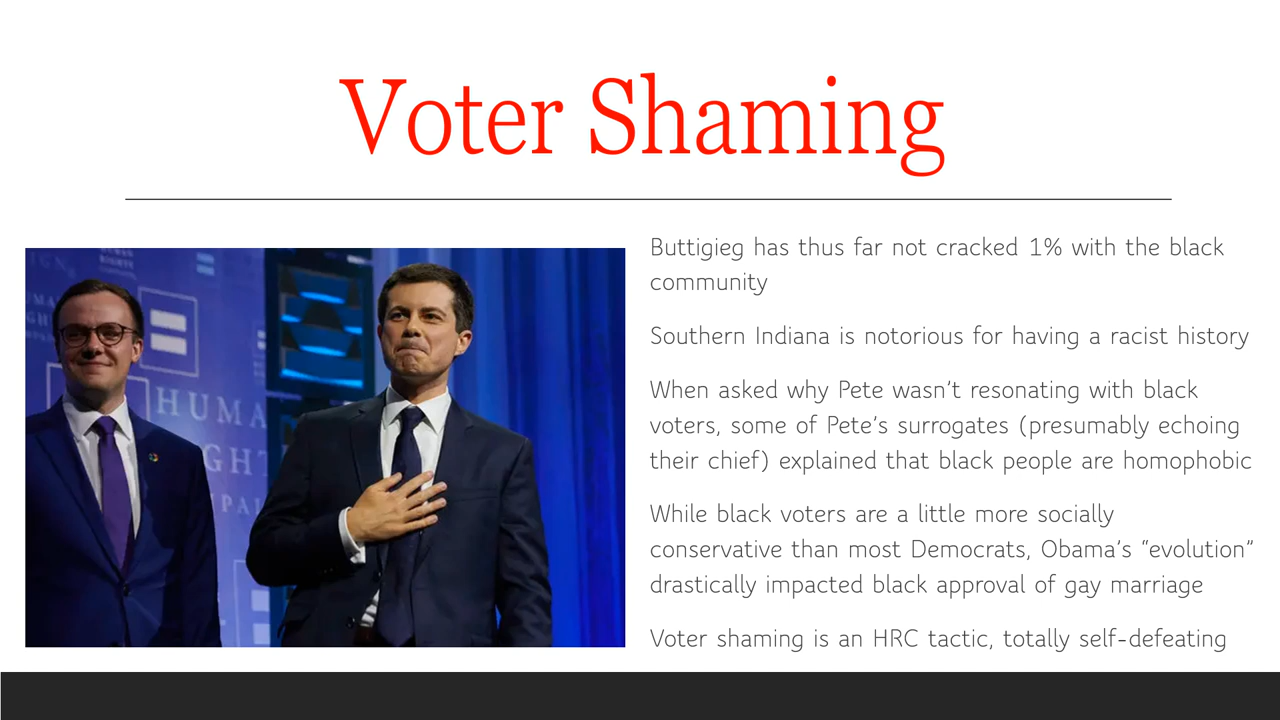 Voter Shaming
Buttigieg has thus far not cracked 1% with the black
community
Southern Indiana is notorious for having a racist history
When asked why Pete wasn't resonating with black
voters, some of Pete's surrogates (presumably echoing
their chief) explained that black people are homophobic
While black voters are a little more socially
conservative than most Democrats, Obama's “evolution”
drastically impacted black approval of gay marriage
Voter shaming is an HRC tactic, totally self-defeating
HUMA
GHT
PAI